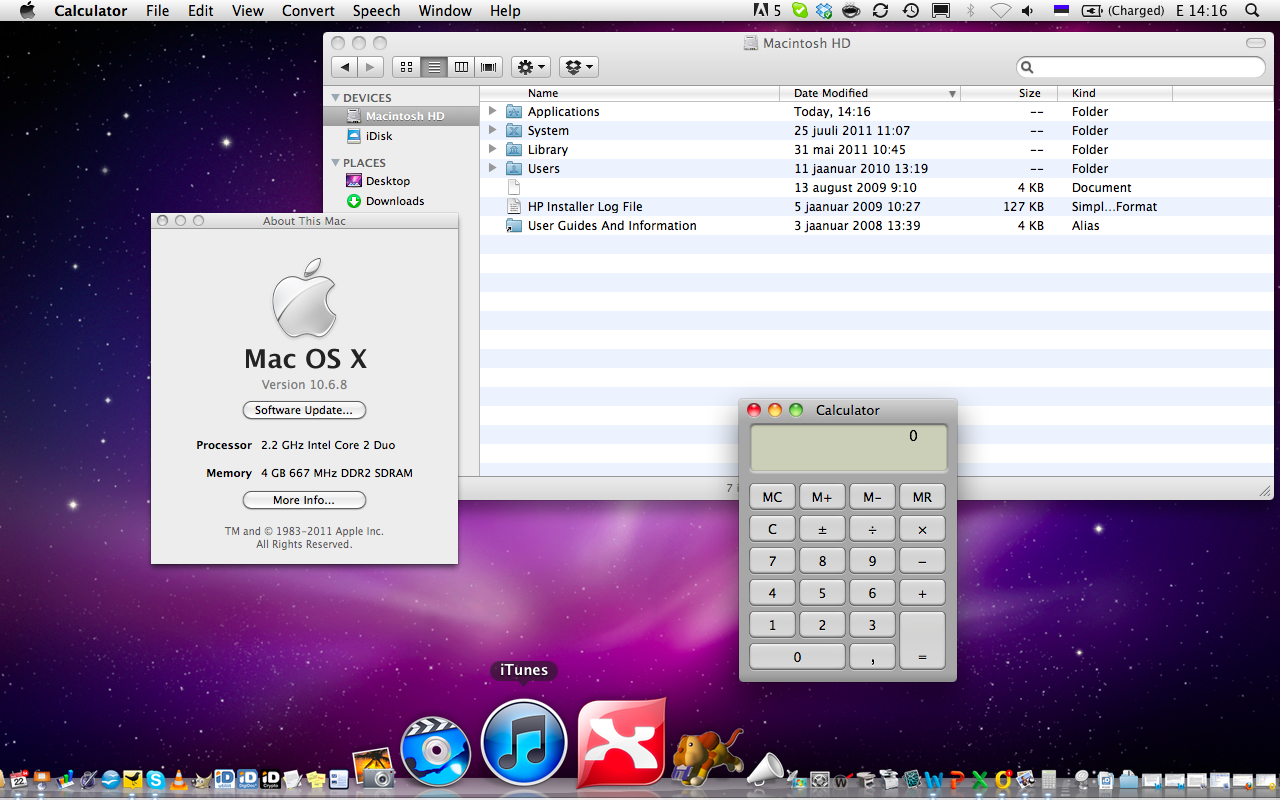 Calculator File Edit View Convert Speech Window Help 5 (Charged) E 14:16
Macintosh HD
Name Date Modified Size Kind
DEVICES
Macintosh HD
iDisk
PLACES
Desktop
Downloads
Applications Today, 14:16 -- Folder
System 25 juuli 2011 11:07 -- Folder
Library 31 mai 2011 10:45 -- Folder
Users 11 jaanuar 2010 13:19 -- Folder
13 august 2009 9:10 4 KB Document
HP Installer Log File 5 jaanuar 2009 10:27 127 KB Simpl...Format
User Guides And Information 3 jaanuar 2008 13:39 4 KB Alias
7
About This Mac
Mac OS X
Version 10.6.8
Software Update...
Processor 2.2 GHz Intel Core 2 Duo
Memory 4 GB 667 MHz DDR2 SDRAM
More Info...
TM and © 1983-2011 Apple Inc.
All Rights Reserved.
Calculator
0
MC M+ M- MR
C ± ÷ ×
7 8 9 −
4 5 6 +
1 2 3
0 , =
iTunes
22